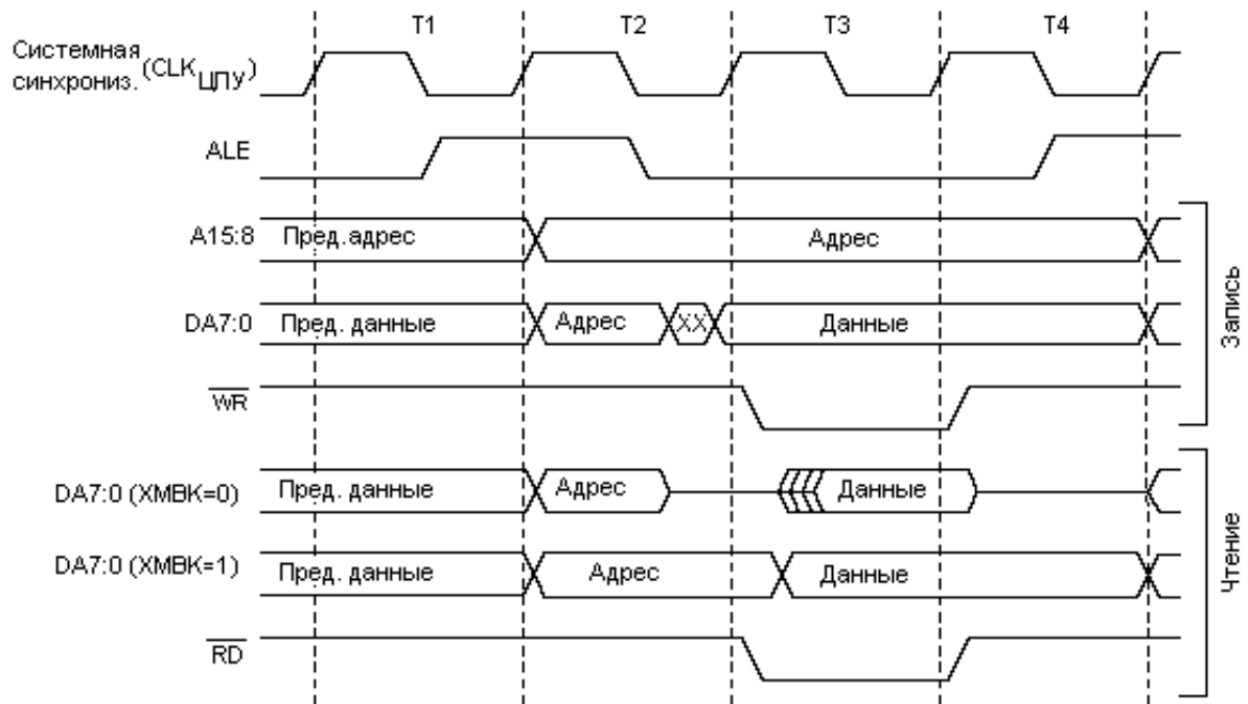 T1 T2 T3 T4
Системная
синхрониз. (CLK ЦПУ)
ALE
A15:8 Пред.адрес Адрес
DA7:0 Пред. данные Адрес XX Данные
WR
Запись
DA7:0 (XMBK=0) Пред. данные Адрес Данные
DA7:0 (XMBK=1) Пред. данные Адрес Данные
RD
Чтение